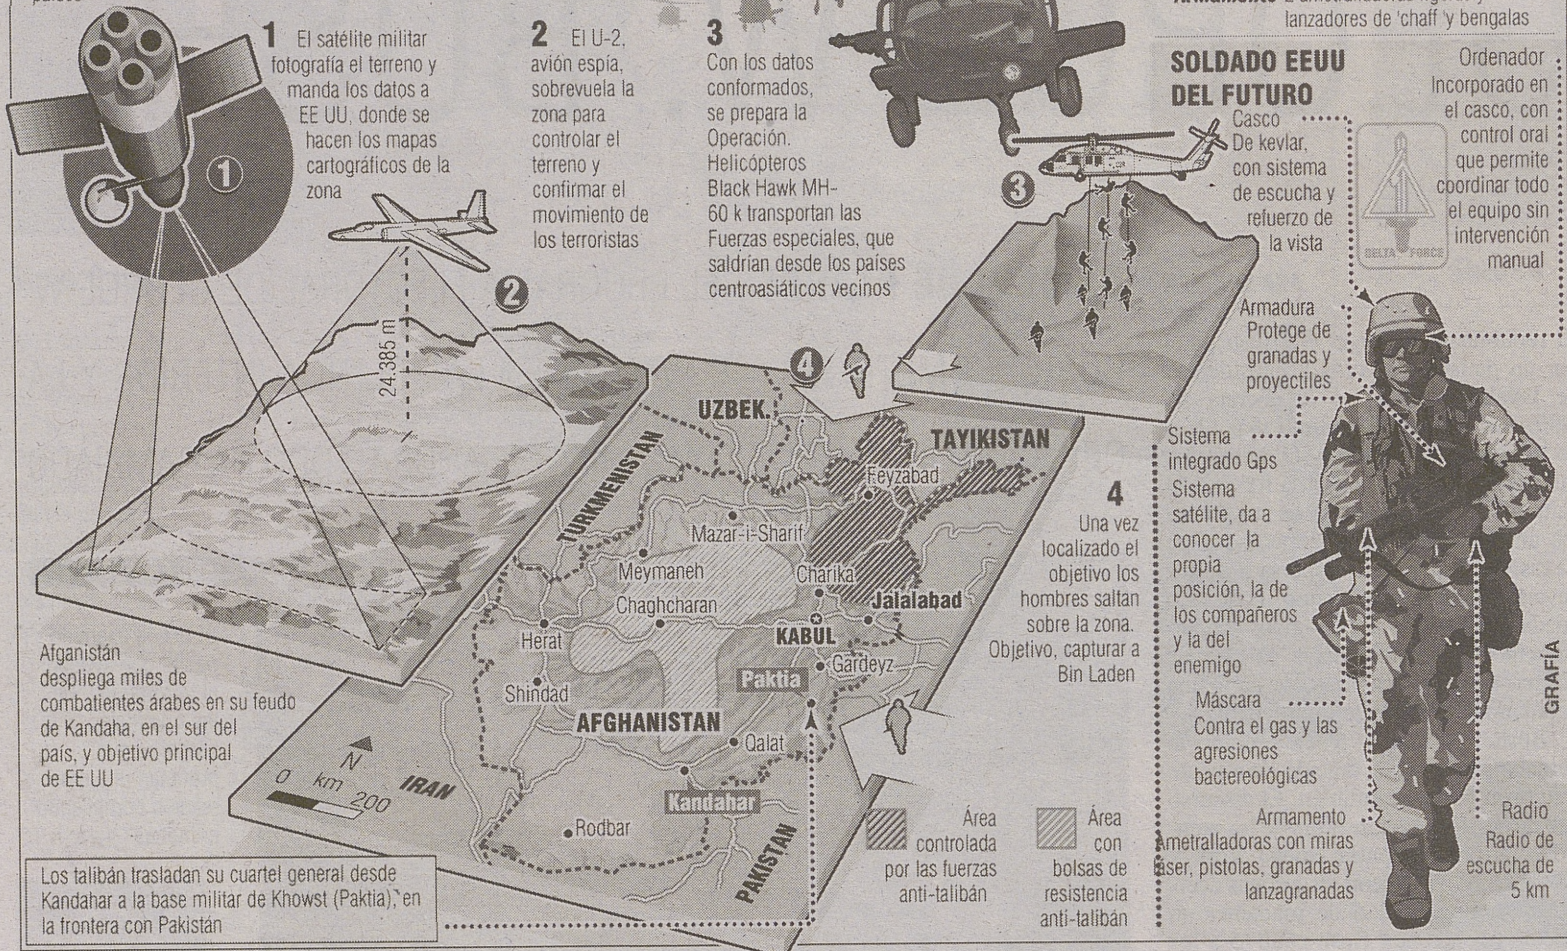 1 El satélite militar
fotografía el terreno y
manda los datos a
EE UU, donde se
hacen los mapas
cartográficos de la
zona
2 El U-2,
avión espía,
sobrevuela la
zona para
controlar el
terreno y
confirmar el
movimiento de
los terroristas
3
Con los datos
conformados,
se prepara la
Operación.
Helicópteros
Black Hawk MH-
60 k transportan las
Fuerzas especiales, que
saldrían desde los países
centroasiáticos vecinos
lanzadores de 'chaff 'y bengalas
SOLDADO EEUU
DEL FUTURO
Casco
De kevlar,
con sistema
de escucha y
refuerzo de
la vista
Ordenador
Incorporado en
el casco, con
control oral
que permite
coordinar todo
el equipo sin
intervención
manual
DELTA FORCE
Armadura
Protege de
granadas y
proyectiles
Sistema
integrado Gps
Sistema
satélite, da a
conocer la
propia
posición, la de
los compañeros
y la del
enemigo
Máscara
Contra el gas y las
agresiones
bactereológicas
Armamento
Ametralladoras con miras
láser, pistolas, granadas y
lanzagranadas
Radio
Radio de
escucha de
5 km
GRAFÍA
1
2
3
4
24.385 m
UZBEK.
TAYIKISTAN
TURKMENISTAN
Feyzabad
Mazar-i-Sharif
Meymaneh
Charika
Chaghcharan
Jalalabad
KABUL
Herat
Gardeyz
Paktia
Shindad
AFGHANISTAN
Qalat
Kandahar
Rodbar
IRAN
PAKISTAN
N
0 km 200
4
Una vez
localizado el
objetivo los
hombres saltan
sobre la zona.
Objetivo, capturar a
Bin Laden
Afganistán
despliega miles de
combatientes árabes en su feudo
de Kandaha, en el sur del
país, y objetivo principal
de EE UU
Área
controlada
por las fuerzas
anti-talibán
Área
con
bolsas de
resistencia
anti-talibán
Los talibán trasladan su cuartel general desde
Kandahar a la base militar de Khowst (Paktia), en
la frontera con Pakistán